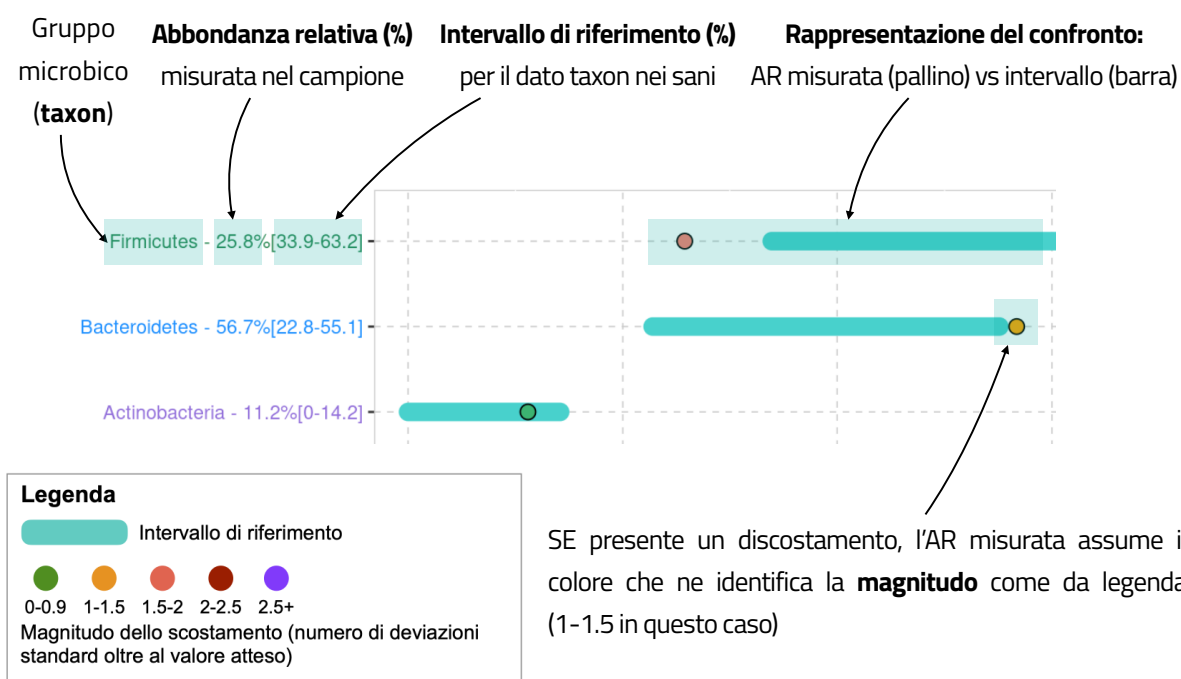 Gruppo
microbico
(taxon)
Abbondanza relativa (%)
misurata nel campione
Intervallo di riferimento (%)
per il dato taxon nei sani
Rappresentazione del confronto:
AR misurata (pallino) vs intervallo (barra)
Firmicutes - 25.8%[33.9-63.2]
Bacteroidetes - 56.7%[22.8-55.1]
Actinobacteria - 11.2%[0-14.2]
Legenda
Intervallo di riferimento
0-0.9 1-1.5 1.5-2 2-2.5 2.5+
Magnitudo dello scostamento (numero di deviazioni
standard oltre al valore atteso)
SE presente un discostamento, l'AR misurata assume i
colore che ne identifica la magnitudo come da legenda
(1-1.5 in questo caso)